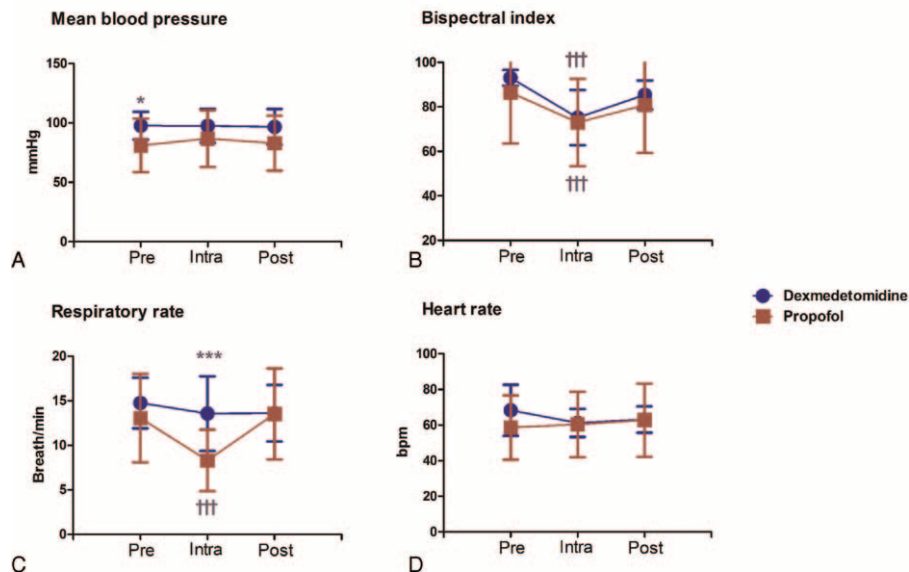 Mean blood pressure
150
100
50
0
mmHg
*
Pre Intra Post
A
Bispectral index
100
80
60
40
20
†††
†††
Pre Intra Post
B
Respiratory rate
20
15
10
5
0
Breath/min
***
†††
Pre Intra Post
C
Heart rate
100
80
60
40
20
0
bpm
Pre Intra Post
D
Dexmedetomidine
Propofol